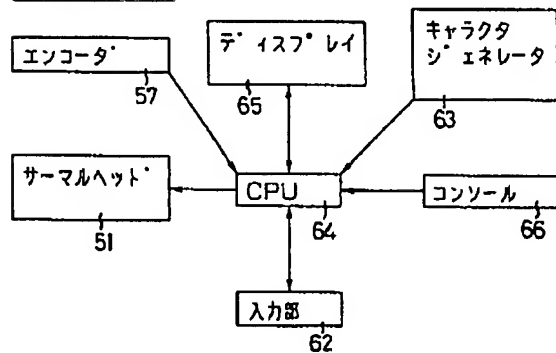 エンコーダ
57
ディスプレイ
65
キャラクタ
ジェネレータ
63
サーマルヘッド
51
CPU
64
コンソール
66
入力部
62